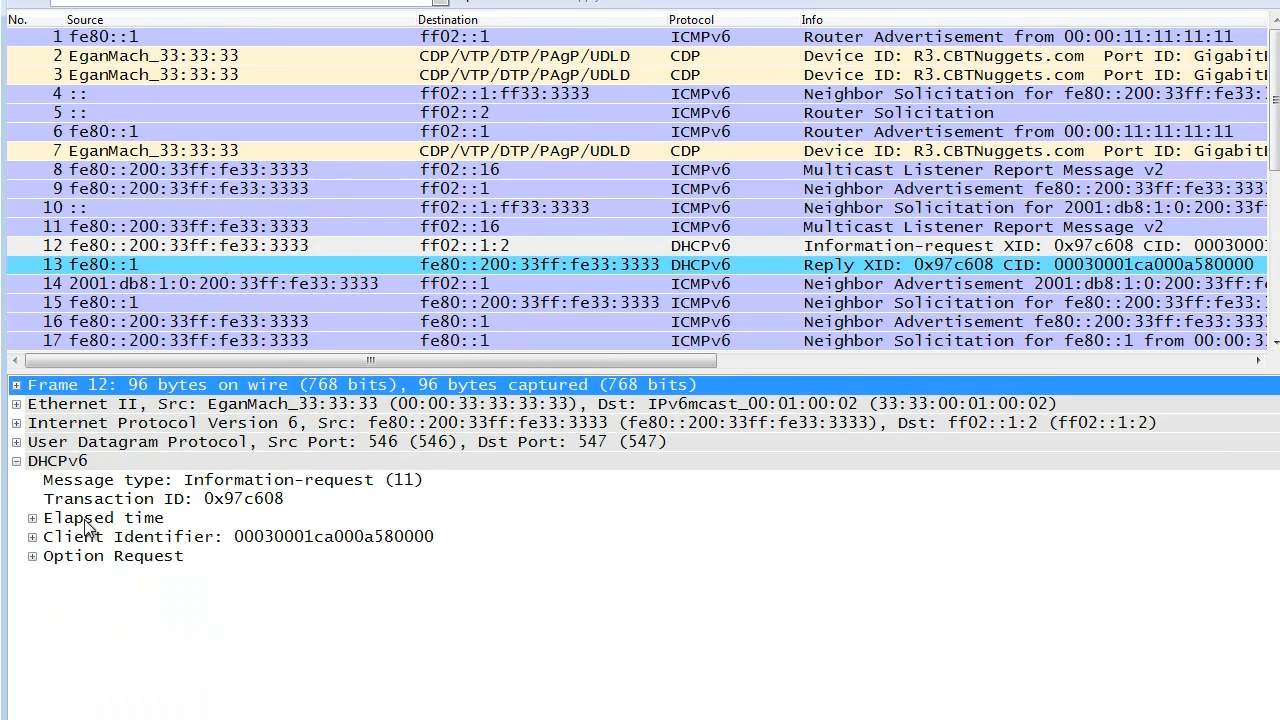 No. Source Destination Protocol Info
1 fe80::1 ff02::1 ICMPv6 Router Advertisement from 00:00:11:11:11:11
2 EganMach_33:33:33 CDP/VTP/DTP/PAgP/UDLD CDP Device ID: R3.CBTNuggets.com Port ID: GigabitE
3 EganMach_33:33:33 CDP/VTP/DTP/PAgP/UDLD CDP Device ID: R3.CBTNuggets.com Port ID: GigabitE
4 :: ff02::1:ff33:3333 ICMPv6 Neighbor Solicitation for fe80::200:33ff:fe33:
5 :: ff02::2 ICMPv6 Router Solicitation
6 fe80::1 ff02::1 ICMPv6 Router Advertisement from 00:00:11:11:11:11
7 EganMach_33:33:33 CDP/VTP/DTP/PAgP/UDLD CDP Device ID: R3.CBTNuggets.com Port ID: GigabitE
8 fe80::200:33ff:fe33:3333 ff02::16 ICMPv6 Multicast Listener Report Message v2
9 fe80::200:33ff:fe33:3333 ff02::1 ICMPv6 Neighbor Advertisement fe80::200:33ff:fe33:333
10 :: ff02::1:ff33:3333 ICMPv6 Neighbor Solicitation for 2001:db8:1:0:200:33f
11 fe80::200:33ff:fe33:3333 ff02::16 ICMPv6 Multicast Listener Report Message v2
12 fe80::200:33ff:fe33:3333 ff02::1:2 DHCPv6 Information-request XID: 0x97c608 CID: 0003000
13 fe80::1 fe80::200:33ff:fe33:3333 DHCPv6 Reply XID: 0x97c608 CID: 00030001ca000a580000
14 2001:db8:1:0:200:33ff:fe33:3333 ff02::1 ICMPv6 Neighbor Advertisement 2001:db8:1:0:200:33ff:f
15 fe80::1 fe80::200:33ff:fe33:3333 ICMPv6 Neighbor Solicitation for fe80::200:33ff:fe33:
16 fe80::200:33ff:fe33:3333 fe80::1 ICMPv6 Neighbor Advertisement fe80::200:33ff:fe33:333
17 fe80::200:33ff:fe33:3333 fe80::1 ICMPv6 Neighbor Solicitation for fe80::1 from 00:00:3
Frame 12: 96 bytes on wire (768 bits), 96 bytes captured (768 bits)
Ethernet II, Src: EganMach_33:33:33 (00:00:33:33:33:33), Dst: IPv6mcast_00:01:00:02 (33:33:00:01:00:02)
Internet Protocol Version 6, Src: fe80::200:33ff:fe33:3333 (fe80::200:33ff:fe33:3333), Dst: ff02::1:2 (ff02::1:2)
User Datagram Protocol, Src Port: 546 (546), Dst Port: 547 (547)
DHCPv6
Message type: Information-request (11)
Transaction ID: 0x97c608
Elapsed time
Client Identifier: 00030001ca000a580000
Option Request